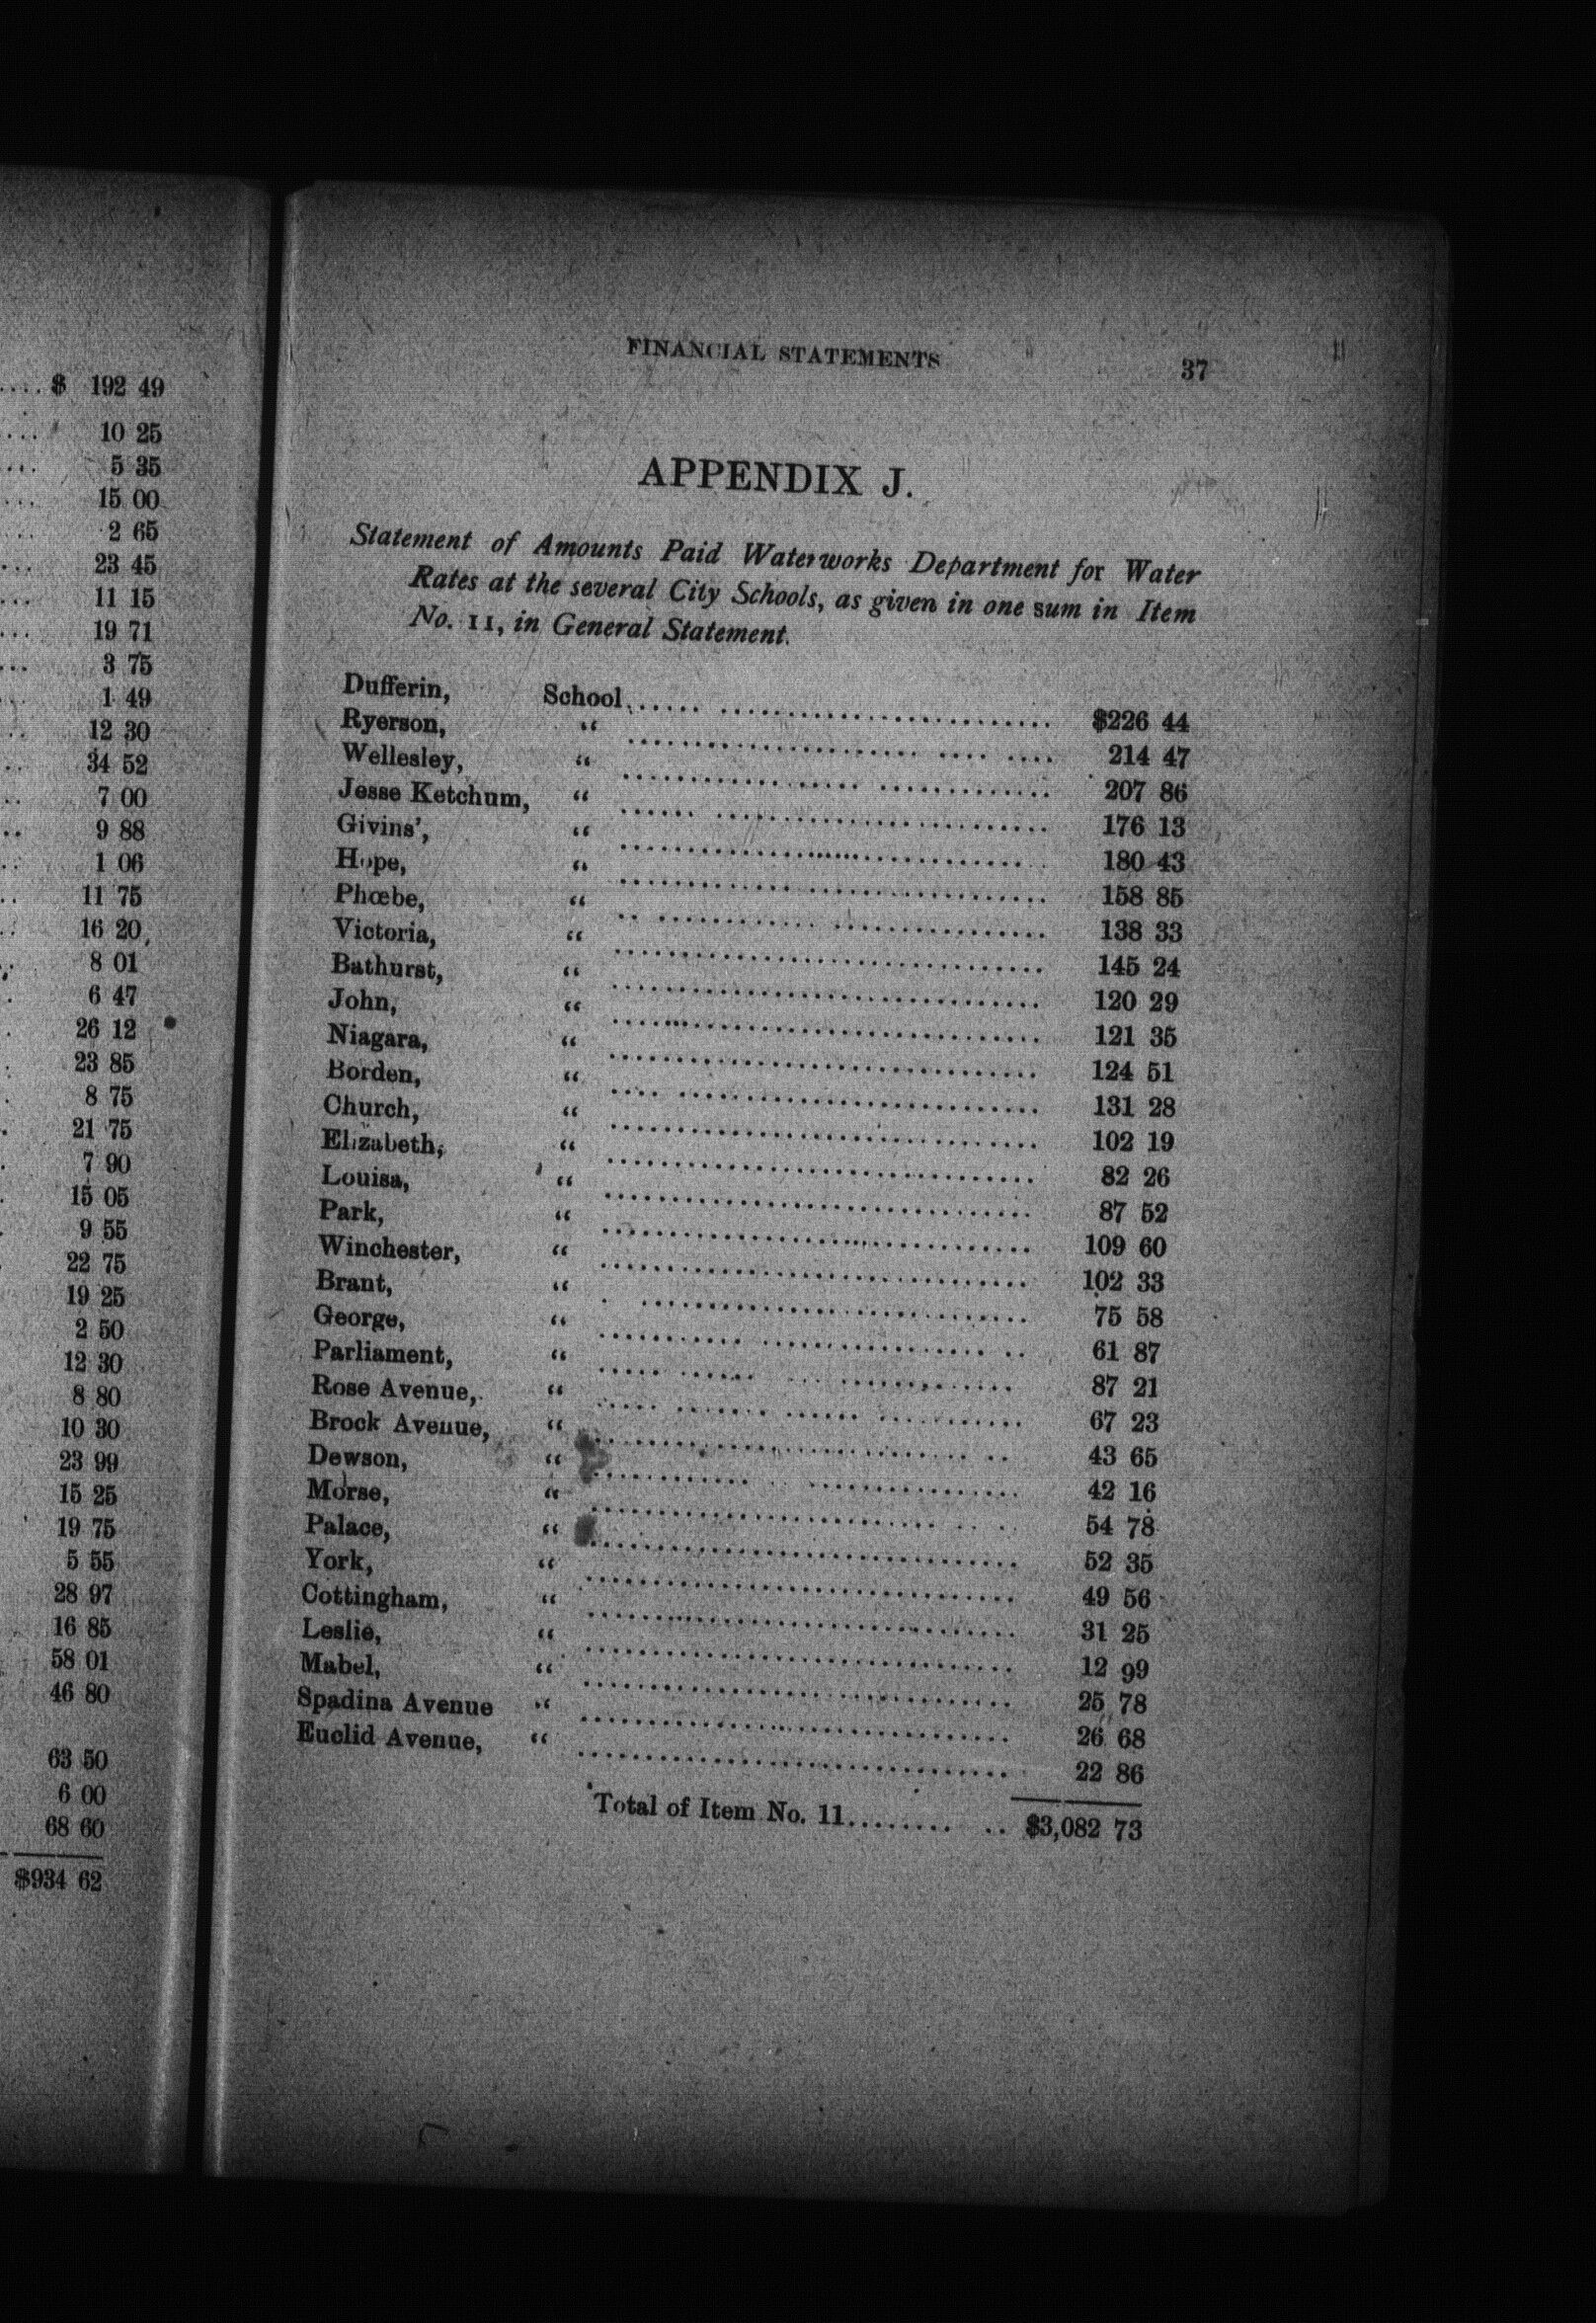 .... $ 192 49
10 25
5 35
15 00
2 65
23 45
11 15
19 71
3 75
1 49
12 30
34 52
7 00
9 88
1 06
11 75
16 20
8 01
6 47
26 12
23 85
8 75
21 75
7 90
15 05
9 55
22 75
19 25
2 50
12 30
8 80
10 30
23 99
15 25
19 75
5 55
28 97
16 85
58 01
46 80
63 50
6 00
68 60
$934 62
FINANCIAL STATEMENTS 37
APPENDIX J.
Statement of Amounts Paid Waterworks Department for Water
Rates at the several City Schools, as given in one sum in Item
No. 11, in General Statement.
Dufferin, School........ $226 44
Ryerson, “ ........ 214 47
Wellesley, “ ........ 207 86
Jesse Ketchum, “ ........ 176 13
Givins', “ ........ 180 43
Hope, “ ........ 158 85
Phœbe, “ ........ 138 33
Victoria, “ ........ 145 24
Bathurst, “ ........ 120 29
John, “ ........ 121 35
Niagara, “ ........ 124 51
Borden, “ ........ 131 28
Church, “ ........ 102 19
Elizabeth, “ ........ 82 26
Louisa, “ ........ 87 52
Park, “ ........ 109 60
Winchester, “ ........ 102 33
Brant, “ ........ 75 58
George, “ ........ 61 87
Parliament, “ ........ 87 21
Rose Avenue, “ ........ 67 23
Brock Avenue, “ ........ 43 65
Dewson, “ ........ 42 16
Morse, “ ........ 54 78
Palace, “ ........ 52 35
York, “ ........ 49 56
Cottingham, “ ........ 31 25
Leslie, “ ........ 12 99
Mabel, “ ........ 25 78
Spadina Avenue “ ........ 26 68
Euclid Avenue, “ ........ 22 86
Total of Item No. 11........ $3,082 73